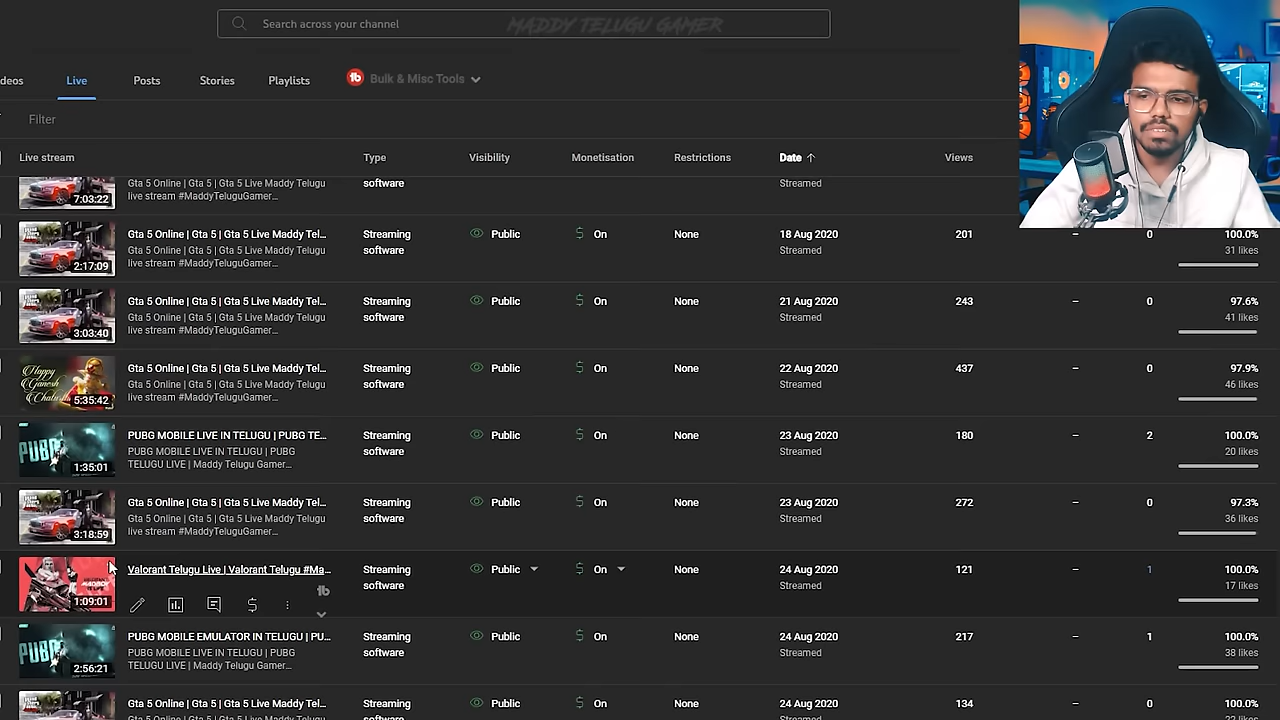 Search across your channel
MADDY TELUGU GAMER
deos Live Posts Stories Playlists Bulk & Misc Tools
Filter
Live stream Type Visibility Monetisation Restrictions Date Views
Gta 5 Online | Gta 5 | Gta 5 Live Maddy Telugu software Streamed
live stream #MaddyTeluguGamer...
7:03:22
Gta 5 Online | Gta 5 | Gta 5 Live Maddy Tel... Streaming Public On None 18 Aug 2020 201 – 0 100.0%
Gta 5 Online | Gta 5 | Gta 5 Live Maddy Telugu software Streamed 31 likes
live stream #MaddyTeluguGamer...
2:17:09
Gta 5 Online | Gta 5 | Gta 5 Live Maddy Tel... Streaming Public On None 21 Aug 2020 243 – 0 97.6%
Gta 5 Online | Gta 5 | Gta 5 Live Maddy Telugu software Streamed 41 likes
live stream #MaddyTeluguGamer...
3:03:40
Gta 5 Online | Gta 5 | Gta 5 Live Maddy Tel... Streaming Public On None 22 Aug 2020 437 – 0 97.9%
Happy
Ganesh
Gta 5 Online | Gta 5 | Gta 5 Live Maddy Telugu software Streamed 46 likes
live stream #MaddyTeluguGamer...
5:35:42
PUBG MOBILE LIVE IN TELUGU | PUBG TE... Streaming Public On None 23 Aug 2020 180 – 2 100.0%
PUBG
PUBG MOBILE LIVE IN TELUGU | PUBG software Streamed 20 likes
TELUGU LIVE | Maddy Telugu Gamer...
1:35:01
Gta 5 Online | Gta 5 | Gta 5 Live Maddy Tel... Streaming Public On None 23 Aug 2020 272 – 0 97.3%
Gta 5 Online | Gta 5 | Gta 5 Live Maddy Telugu software Streamed 36 likes
live stream #MaddyTeluguGamer...
3:18:59
Valorant Telugu Live | Valorant Telugu #Ma... Streaming Public On None 24 Aug 2020 121 – 1 100.0%
software Streamed 17 likes
1:09:01
PUBG MOBILE EMULATOR IN TELUGU | PU... Streaming Public On None 24 Aug 2020 217 – 1 100.0%
PUBG
PUBG MOBILE LIVE IN TELUGU | PUBG software Streamed 38 likes
TELUGU LIVE | Maddy Telugu Gamer...
2:56:21
Gta 5 Online | Gta 5 | Gta 5 Live Maddy Tel... Streaming Public On None 24 Aug 2020 134 – 0 100.0%